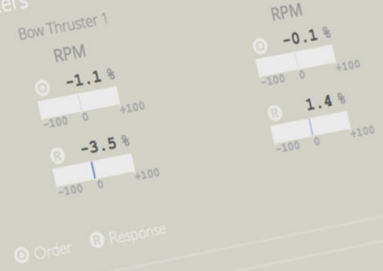 Bow Thruster 1
RPM
O -1.1 %
-100 0 +100
R -3.5 %
-100 0 +100
RPM
O -0.1 %
-100 0 +100
R 1.4 %
-100 0 +100
O Order R Response